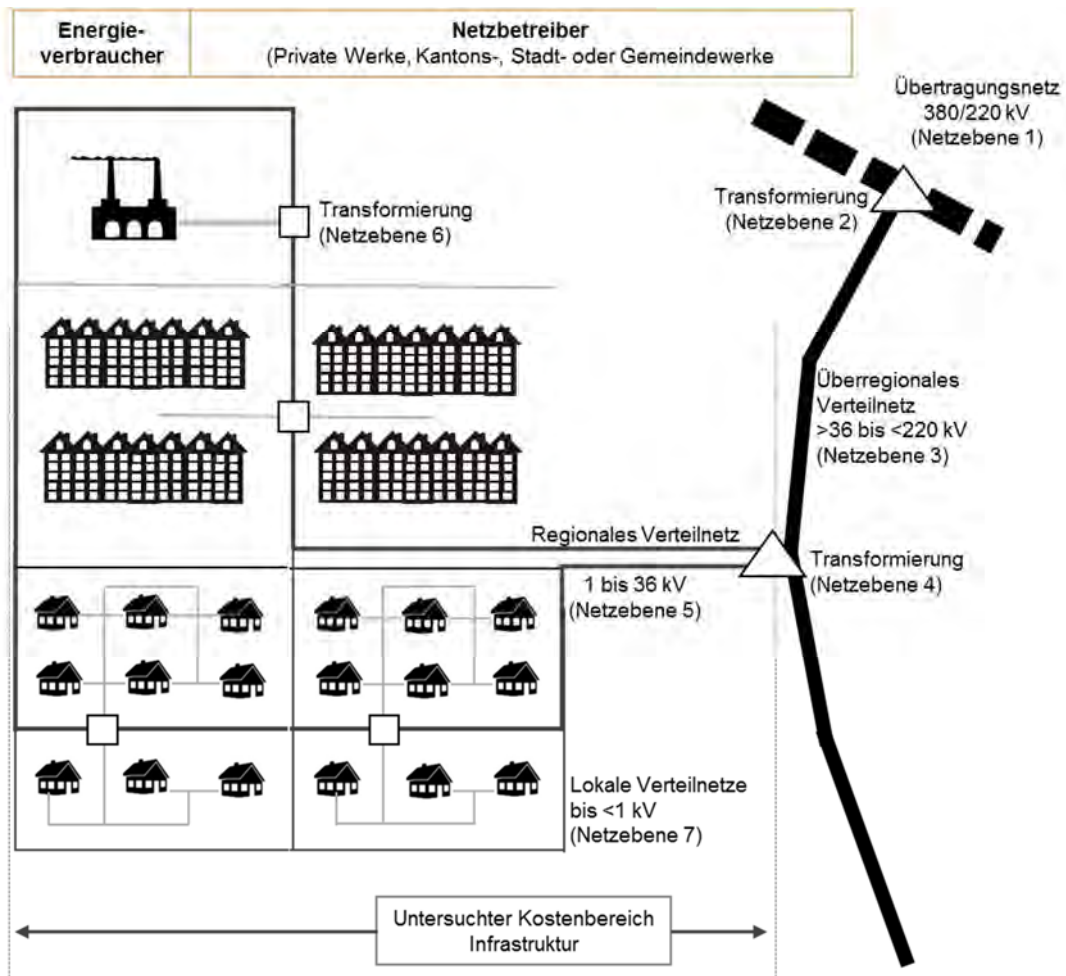 Energie-
verbraucher
Netzbetreiber
(Private Werke, Kantons-, Stadt- oder Gemeindewerke
Übertragungsnetz
380/220 kV
(Netzebene 1)
Transformierung
(Netzebene 2)
Transformierung
(Netzebene 6)
Überregionales
Verteilnetz
>36 bis <220 kV
(Netzebene 3)
Regionales Verteilnetz
Transformierung
(Netzebene 4)
1 bis 36 kV
(Netzebene 5)
Lokale Verteilnetze
bis <1 kV
(Netzebene 7)
Untersuchter Kostenbereich
Infrastruktur